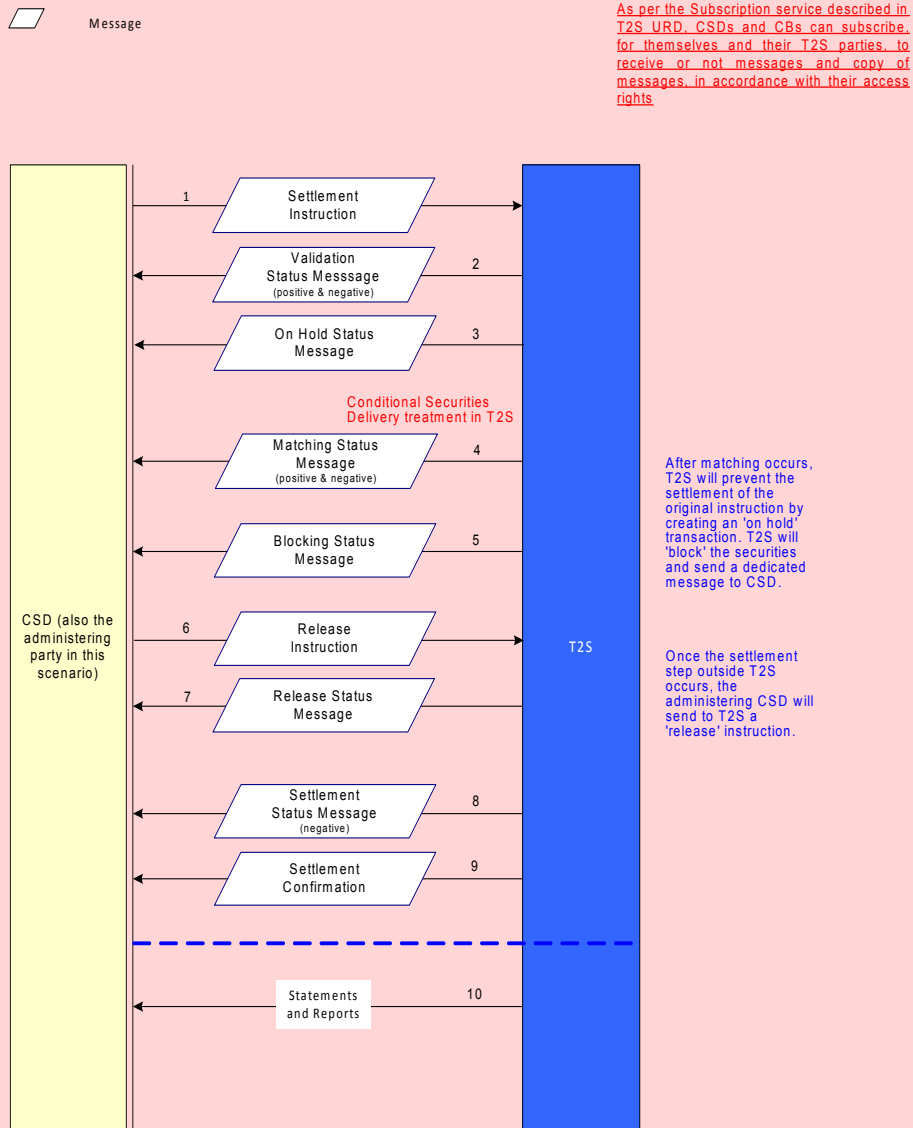 Message
As per the Subscription service described in
T2S URD, CSDs and CBs can subscribe,
for themselves and their T2S parties, to
receive or not messages and copy of
messages, in accordance with their access
rights
1
Settlement
Instruction
Validation
Status Messsage
(positive & negative)
2
On Hold Status
Message
3
Conditional Securities
Delivery treatment in T2S
Matching Status
Message
(positive & negative)
4
After matching occurs,
T2S will prevent the
settlement of the
original instruction by
creating an 'on hold'
transaction. T2S will
'block' the securities
and send a dedicated
message to CSD.
Blocking Status
Message
5
CSD (also the
administering
party in this
scenario)
6
Release
Instruction
T2S
Once the settlement
step outside T2S
occurs, the
administering CSD will
send to T2S a
'release' instruction.
7
Release Status
Message
Settlement
Status Message
(negative)
8
Settlement
Confirmation
9
Statements
and Reports
10